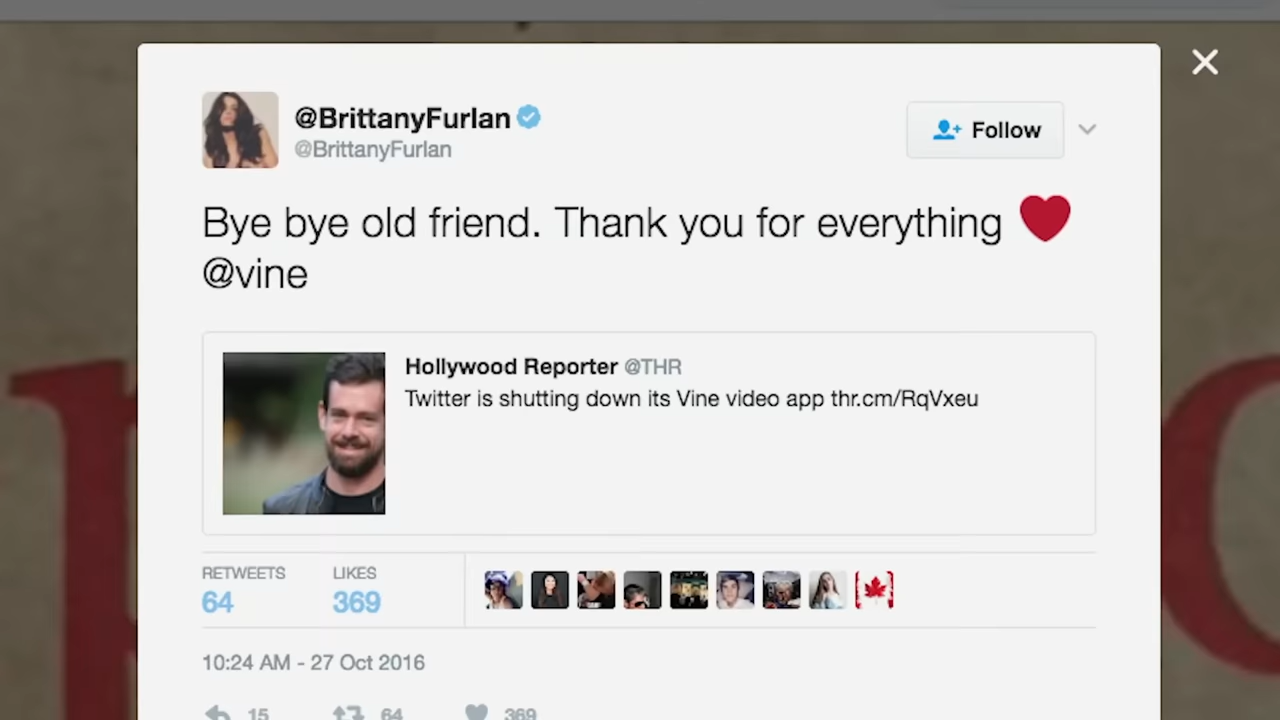 @BrittanyFurlan
@BrittanyFurlan
Follow
Bye bye old friend. Thank you for everything ❤
@vine
Hollywood Reporter @THR
Twitter is shutting down its Vine video app thr.cm/RqVxeu
RETWEETS LIKES
64 369
10:24 AM - 27 Oct 2016
15 64 369